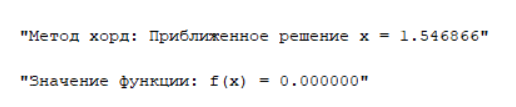 "Метод хорд: Приближенное решение x = 1.546866"
"Значение функции: f(x) = 0.000000"